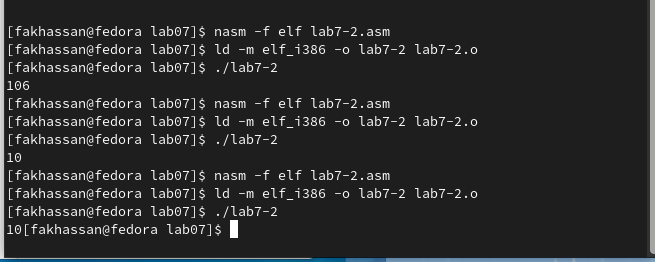 [fakhassan@fedora lab07]$ nasm -f elf lab7-2.asm
[fakhassan@fedora lab07]$ ld -m elf_i386 -o lab7-2 lab7-2.o
[fakhassan@fedora lab07]$ ./lab7-2
106
[fakhassan@fedora lab07]$ nasm -f elf lab7-2.asm
[fakhassan@fedora lab07]$ ld -m elf_i386 -o lab7-2 lab7-2.o
[fakhassan@fedora lab07]$ ./lab7-2
10
[fakhassan@fedora lab07]$ nasm -f elf lab7-2.asm
[fakhassan@fedora lab07]$ ld -m elf_i386 -o lab7-2 lab7-2.o
[fakhassan@fedora lab07]$ ./lab7-2
10[fakhassan@fedora lab07]$